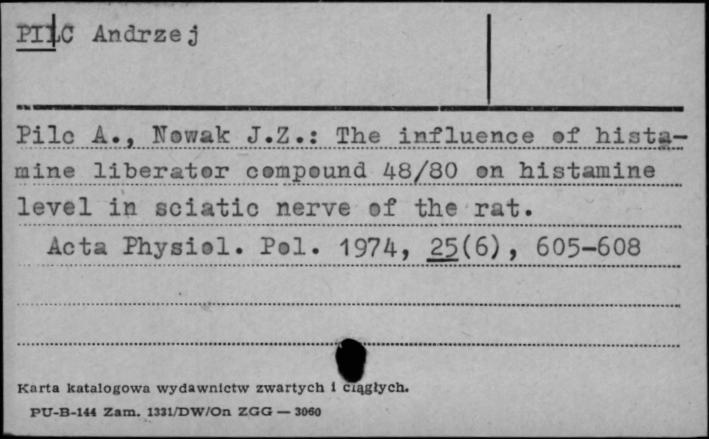 PILC Andrzej
Pilc A., Nowak J.Z.: The influence of hista-
mine liberator compound 48/80 on histamine
level in sciatic nerve of the rat.
Acta Physiol. Pol. 1974, 25(6), 605-608
Karta katalogowa wydawnictw zwartych i ciągłych.
PU-B-144 Zam. 1331/DW/On ZGG — 3060